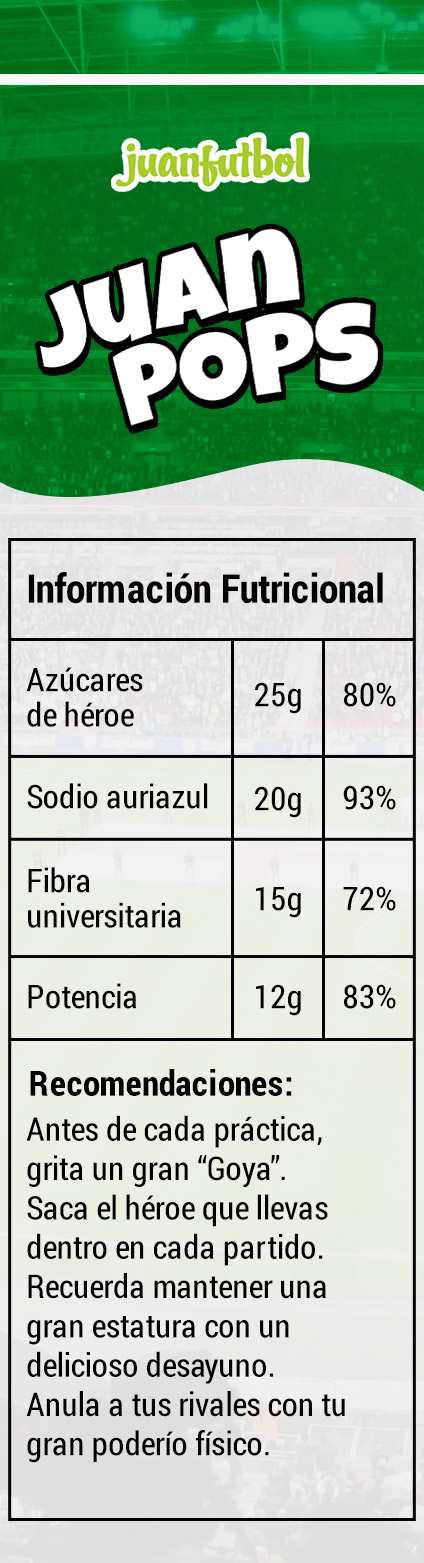 juanfutbol
JUAN
POPS
Información Futricional
Azúcares
de héroe
25g
80%
Sodio auriazul
20g
93%
Fibra
universitaria
15g
72%
Potencia
12g
83%
Recomendaciones:
Antes de cada práctica,
grita un gran “Goya”.
Saca el héroe que llevas
dentro en cada partido.
Recuerda mantener una
gran estatura con un
delicioso desayuno.
Anula a tus rivales con tu
gran poderío físico.